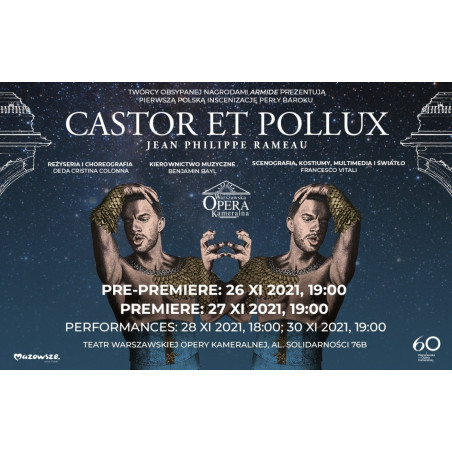 TWÓRCY OBSYPANEJ NAGRODAMI ARMIDE PREZENTUJĄ
PIERWSZĄ POLSKĄ INSCENIZACJĘ PERŁY BAROKU
CASTOR ET POLLUX
JEAN PHILIPPE RAMEAU
REŻYSERIA I CHOREOGRAFIA
DEDA CRISTINA COLONNA
KIEROWNICTWO MUZYCZNE
BENJAMIN BAYL
SCENOGRAFIA, KOSTIUMY, MULTIMEDIA I ŚWIATŁO
FRANCESCO VITALI
Warszawska
OPERA
Kameralna
PRE-PREMIERE: 26 XI 2021, 19:00
PREMIERE: 27 XI 2021, 19:00
PERFORMANCES: 28 XI 2021, 18:00; 30 XI 2021, 19:00
TEATR WARSZAWSKIEJ OPERY KAMERALNEJ, AL. SOLIDARNOŚCI 76B
Mazowsze.
60
Warszawska
Opera
Kameralna